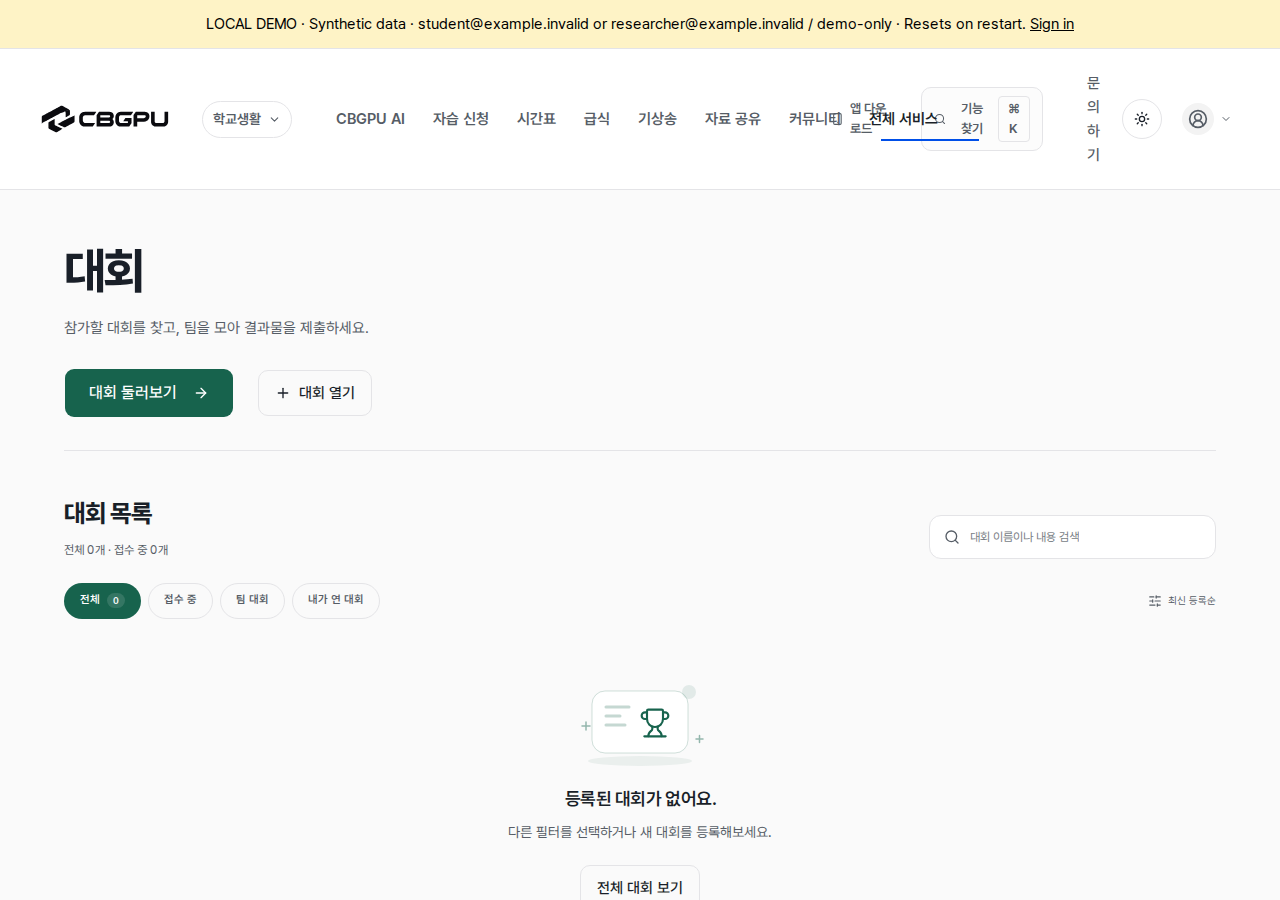 LOCAL DEMO · Synthetic data · student@example.invalid or researcher@example.invalid / demo-only · Resets on restart. Sign in
CBGPU
학교생활
CBGPU AI
자습 신청
시간표
급식
기상송
자료 공유
커뮤니티
앱 다운
로드
전체 서비스
기능
찾기
⌘
K
문
의
하
기
대회
참가할 대회를 찾고, 팀을 모아 결과물을 제출하세요.
대회 둘러보기
대회 열기
대회 목록
전체 0개 · 접수 중 0개
대회 이름이나 내용 검색
전체 0
접수 중
팀 대회
내가 연 대회
최신 등록순
등록된 대회가 없어요.
다른 필터를 선택하거나 새 대회를 등록해보세요.
전체 대회 보기